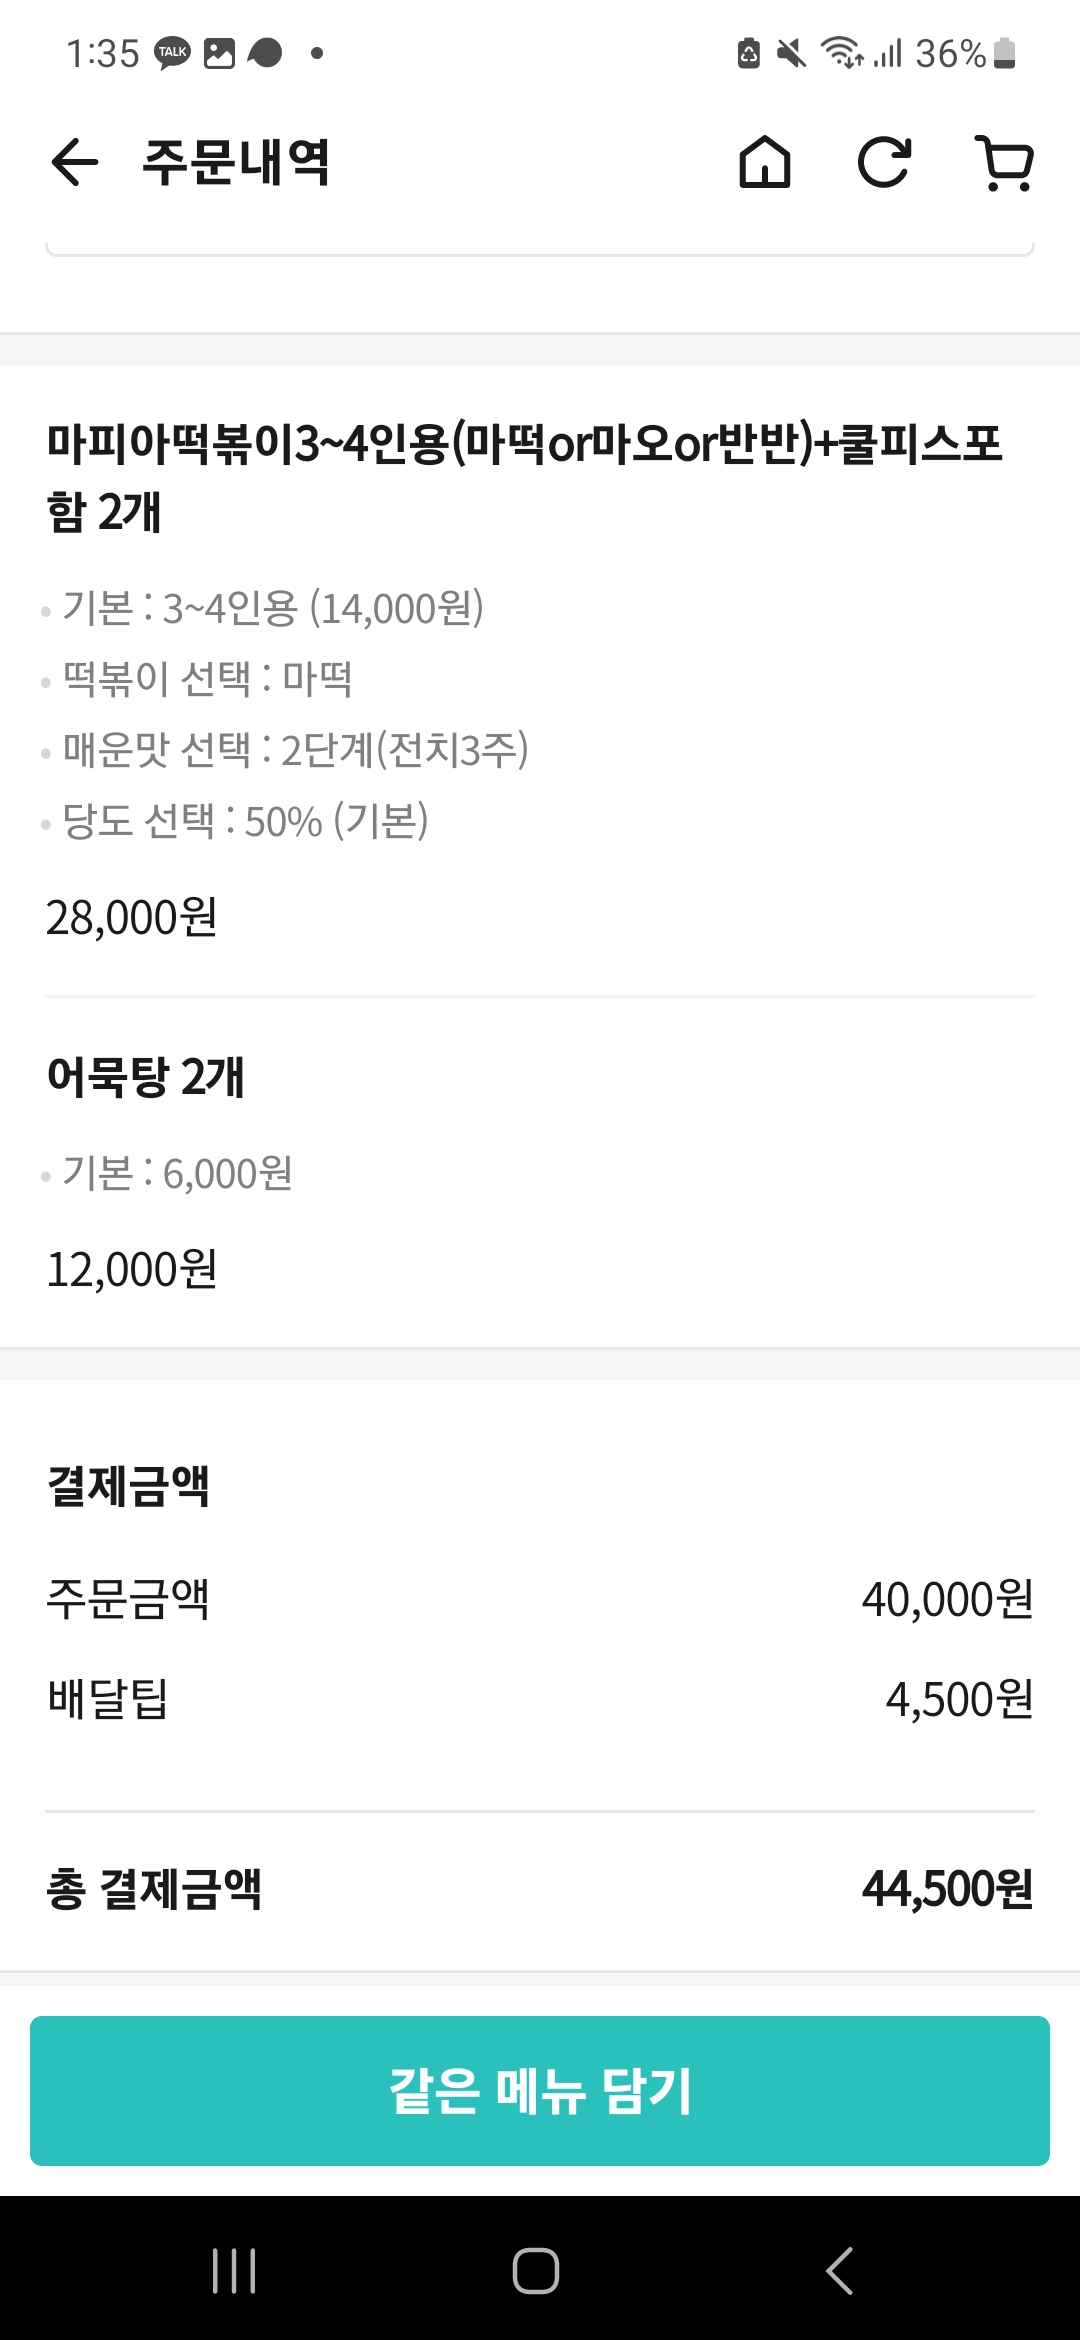 1:35 TALK 36%
주문내역
마피아떡볶이3~4인용(마떡or마오or반반)+쿨피스포
함 2개
기본 : 3~4인용 (14,000원)
떡볶이 선택 : 마떡
매운맛 선택 : 2단계(전치3주)
당도 선택 : 50% (기본)
28,000원
어묵탕 2개
기본 : 6,000원
12,000원
결제금액
주문금액 40,000원
배달팁 4,500원
총 결제금액 44,500원
같은 메뉴 담기